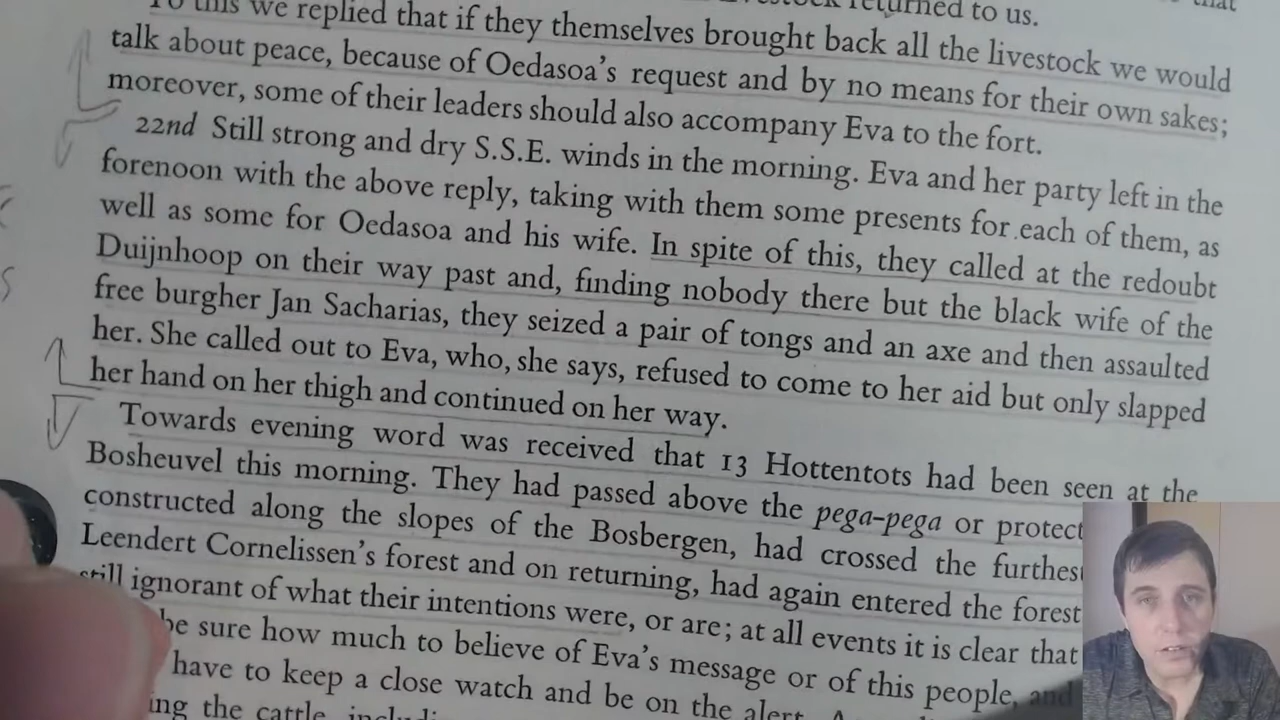 returned to us.
To this we replied that if they themselves brought back all the livestock we would
talk about peace, because of Oedasoa's request and by no means for their own sakes;
moreover, some of their leaders should also accompany Eva to the fort.
22nd Still strong and dry S.S.E. winds in the morning. Eva and her party left in the
forenoon with the above reply, taking with them some presents for each of them, as
well as some for Oedasoa and his wife. In spite of this, they called at the redoubt
Duijnhoop on their way past and, finding nobody there but the black wife of the
free burgher Jan Sacharias, they seized a pair of tongs and an axe and then assaulted
her. She called out to Eva, who, she says, refused to come to her aid but only slapped
her hand on her thigh and continued on her way.
Towards evening word was received that 13 Hottentots had been seen at the
Bosheuvel this morning. They had passed above the pega-pega or protect
constructed along the slopes of the Bosbergen, had crossed the furthes
Leendert Cornelissen's forest and on returning, had again entered the forest
still ignorant of what their intentions were, or are; at all events it is clear that
be sure how much to believe of Eva's message or of this people, and
have to keep a close watch and be on the alert.
ing the cattle,